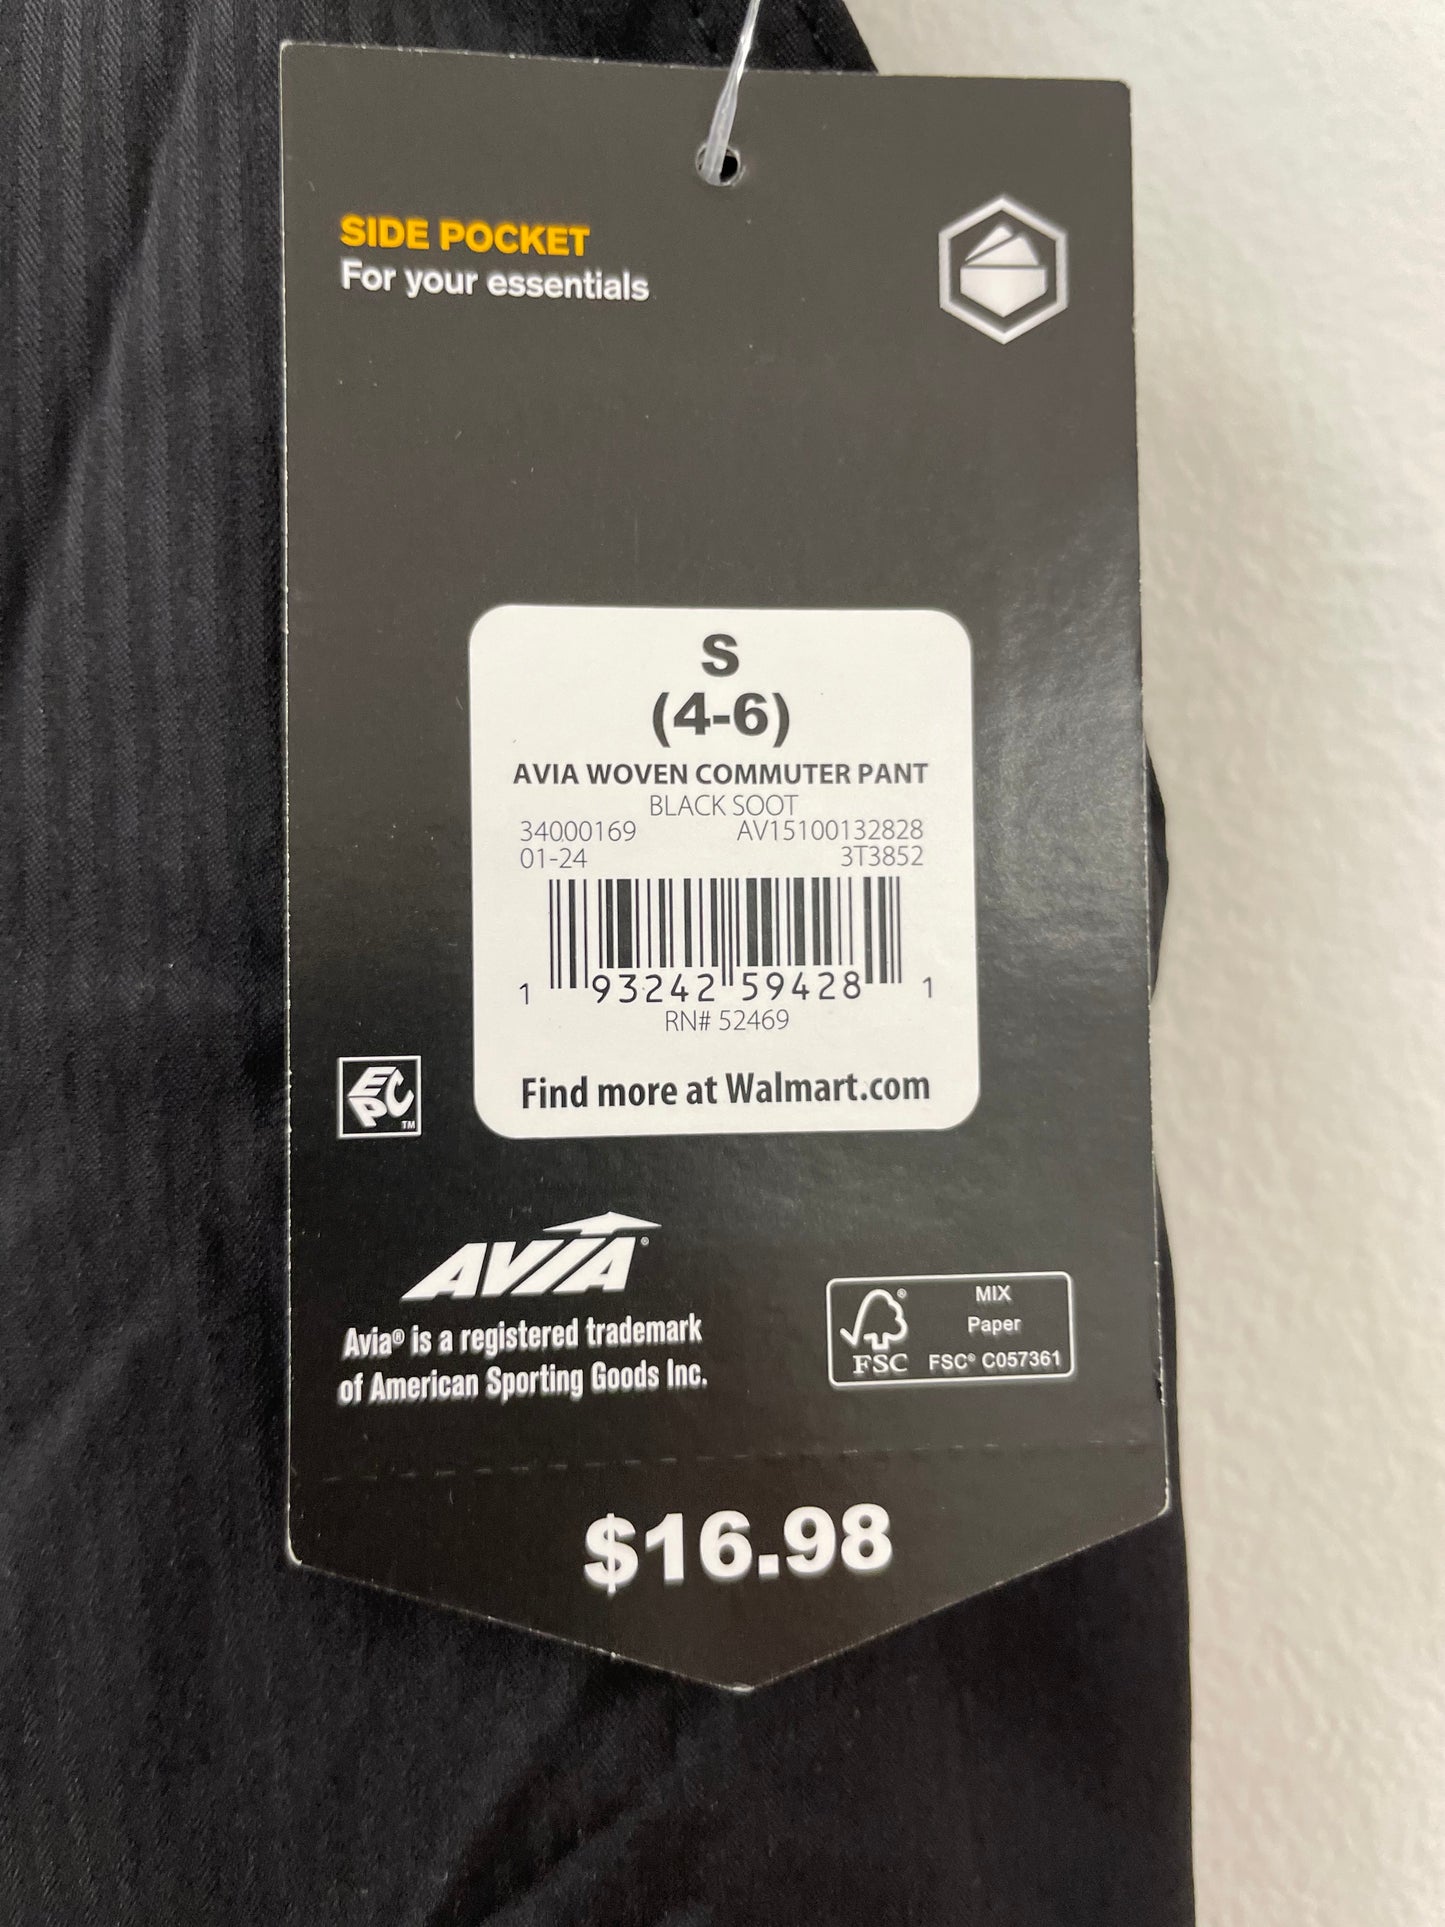 SIDE POCKET
For your essentials
S
(4-6)
AVIA WOVEN COMMUTER PANT
BLACK SOOT
34000169 AV15100132828
01-24 3T3852
1 93242 59428 1
RN# 52469
Find more at Walmart.com
EPC TM
AVIA®
Avia® is a registered trademark
of American Sporting Goods Inc.
FSC®
MIX
Paper
FSC® C057361
$16.98